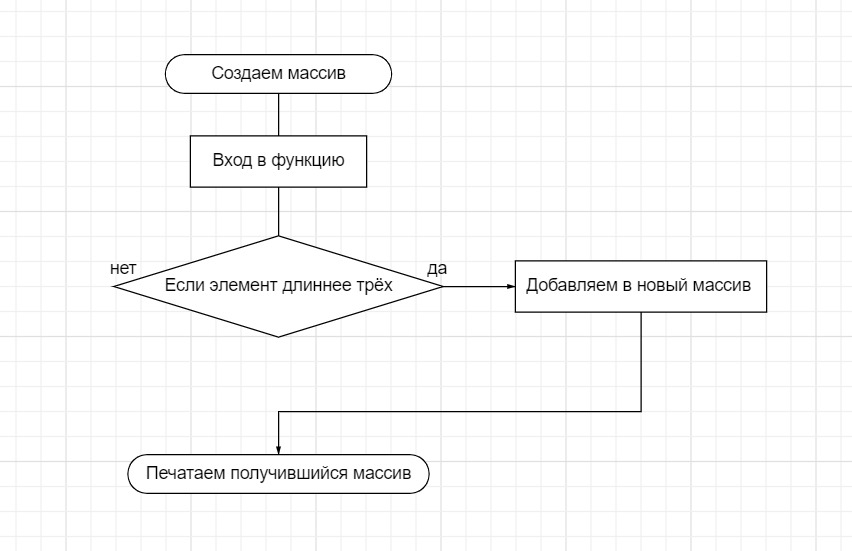 Создаем массив
Вход в функцию
нет
да
Если элемент длиннее трёх
Добавляем в новый массив
Печатаем получившийся массив